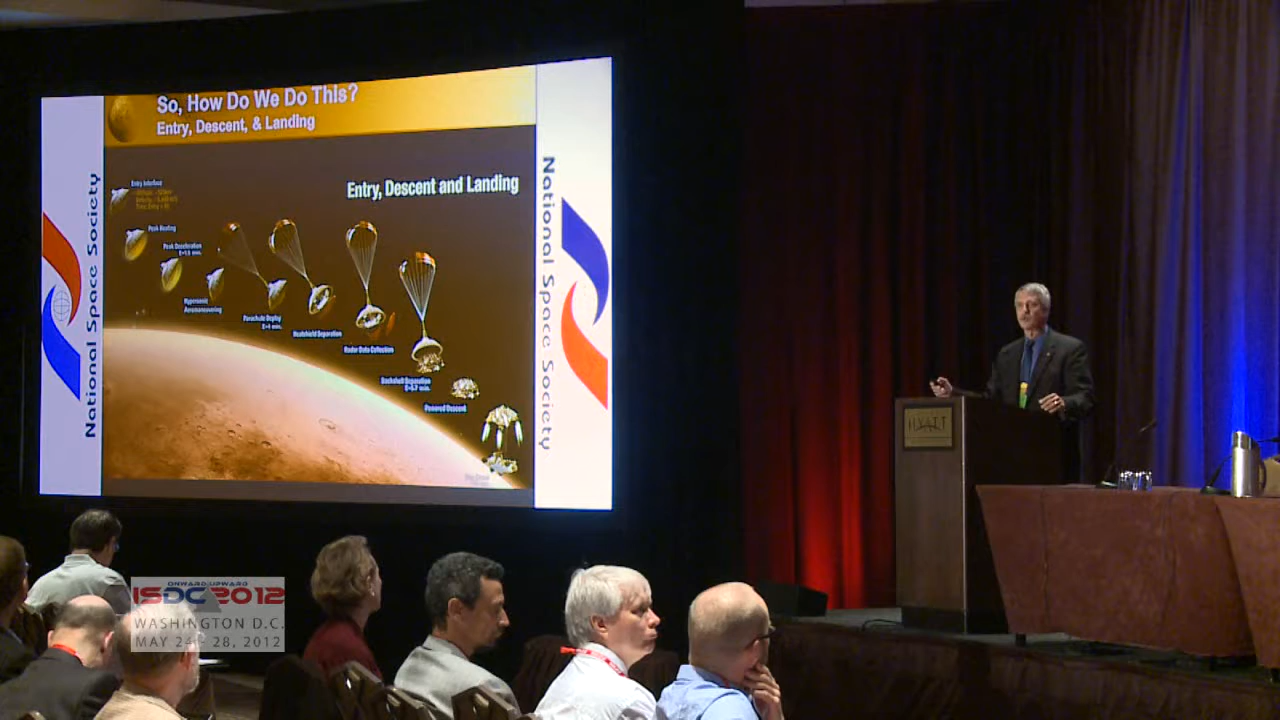 So, How Do We Do This?
Entry, Descent, & Landing
Entry, Descent and Landing
Entry Interface
Peak Heating
Peak Deceleration
Hypersonic
Aeromaneuvering
Parachute Deploy
Heatshield Separation
Radar Data Collection
Backshell Separation
Powered Descent
National Space Society
National Space Society
HYATT
ONWARD UPWARD
ISDC 2012
WASHINGTON D.C.
MAY 24 - 28, 2012